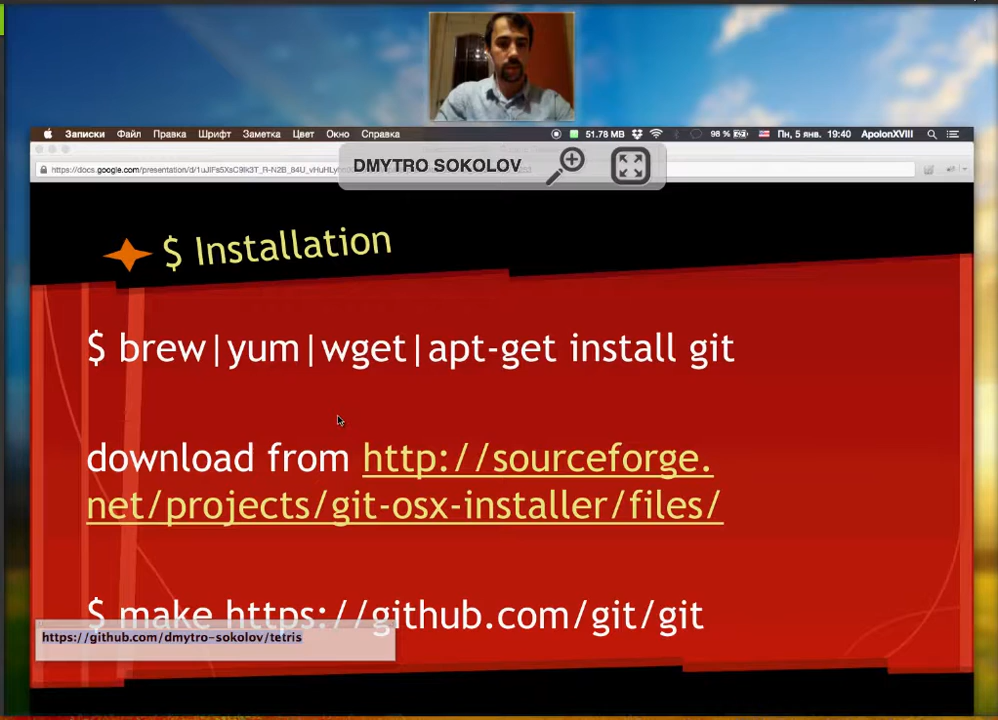 Записки Файл Правка Шрифт Заметка Цвет Окно Справка 51.78 MB 98 % Пн, 5 янв. 19:40 ApolonXVIII
DMYTRO SOKOLOV
$ Installation
$ brew|yum|wget|apt-get install git
download from http://sourceforge.
net/projects/git-osx-installer/files/
$ make https://github.com/git/git
https://github.com/dmytro-sokolov/tetris